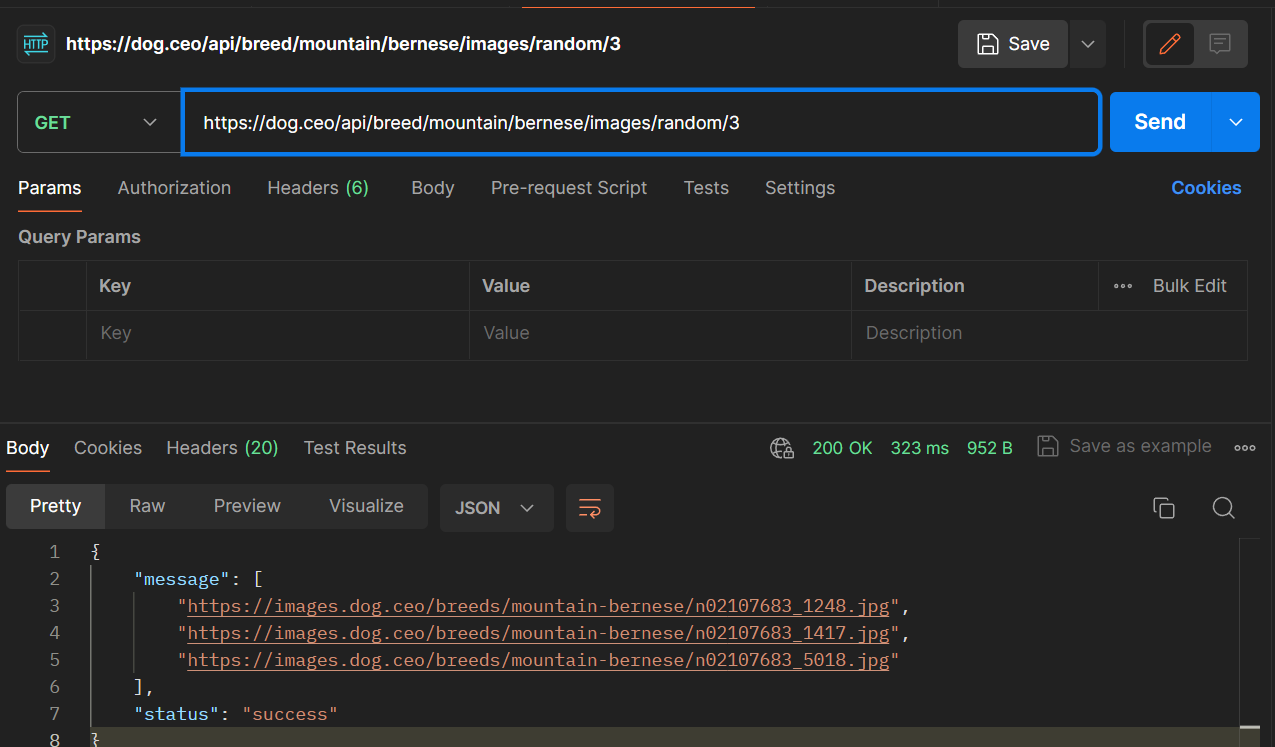 HTTP https://dog.ceo/api/breed/mountain/bernese/images/random/3 Save
GET https://dog.ceo/api/breed/mountain/bernese/images/random/3 Send
Params Authorization Headers (6) Body Pre-request Script Tests Settings Cookies
Query Params
Key Value Description Bulk Edit
Key Value Description
Body Cookies Headers (20) Test Results 200 OK 323 ms 952 B Save as example
Pretty Raw Preview Visualize JSON
1 {
2 "message": [
3 "https://images.dog.ceo/breeds/mountain-bernese/n02107683_1248.jpg",
4 "https://images.dog.ceo/breeds/mountain-bernese/n02107683_1417.jpg",
5 "https://images.dog.ceo/breeds/mountain-bernese/n02107683_5018.jpg"
6 ],
7 "status": "success"
8 }